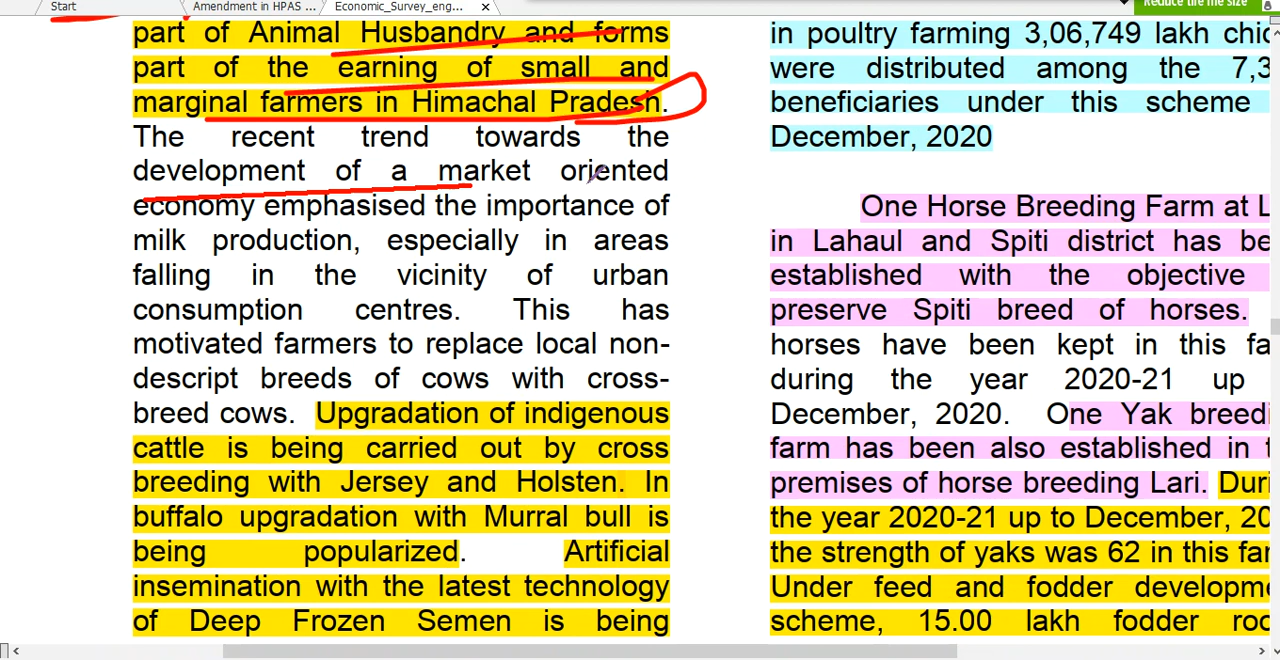 Start
Amendment in HPAS ...
Economic_Survey_eng...
Reduce the file size
part of Animal Husbandry and forms
part of the earning of small and
marginal farmers in Himachal Pradesh.
The recent trend towards the
development of a market oriented
economy emphasised the importance of
milk production, especially in areas
falling in the vicinity of urban
consumption centres. This has
motivated farmers to replace local non-
descript breeds of cows with cross-
breed cows. Upgradation of indigenous
cattle is being carried out by cross
breeding with Jersey and Holsten. In
buffalo upgradation with Murral bull is
being popularized. Artificial
insemination with the latest technology
of Deep Frozen Semen is being
in poultry farming 3,06,749 lakh chic
were distributed among the 7,3
beneficiaries under this scheme
December, 2020
One Horse Breeding Farm at L
in Lahaul and Spiti district has be
established with the objective
preserve Spiti breed of horses.
horses have been kept in this fa
during the year 2020-21 up
December, 2020. One Yak breedi
farm has been also established in t
premises of horse breeding Lari. Duri
the year 2020-21 up to December, 20
the strength of yaks was 62 in this far
Under feed and fodder developme
scheme, 15.00 lakh fodder roo